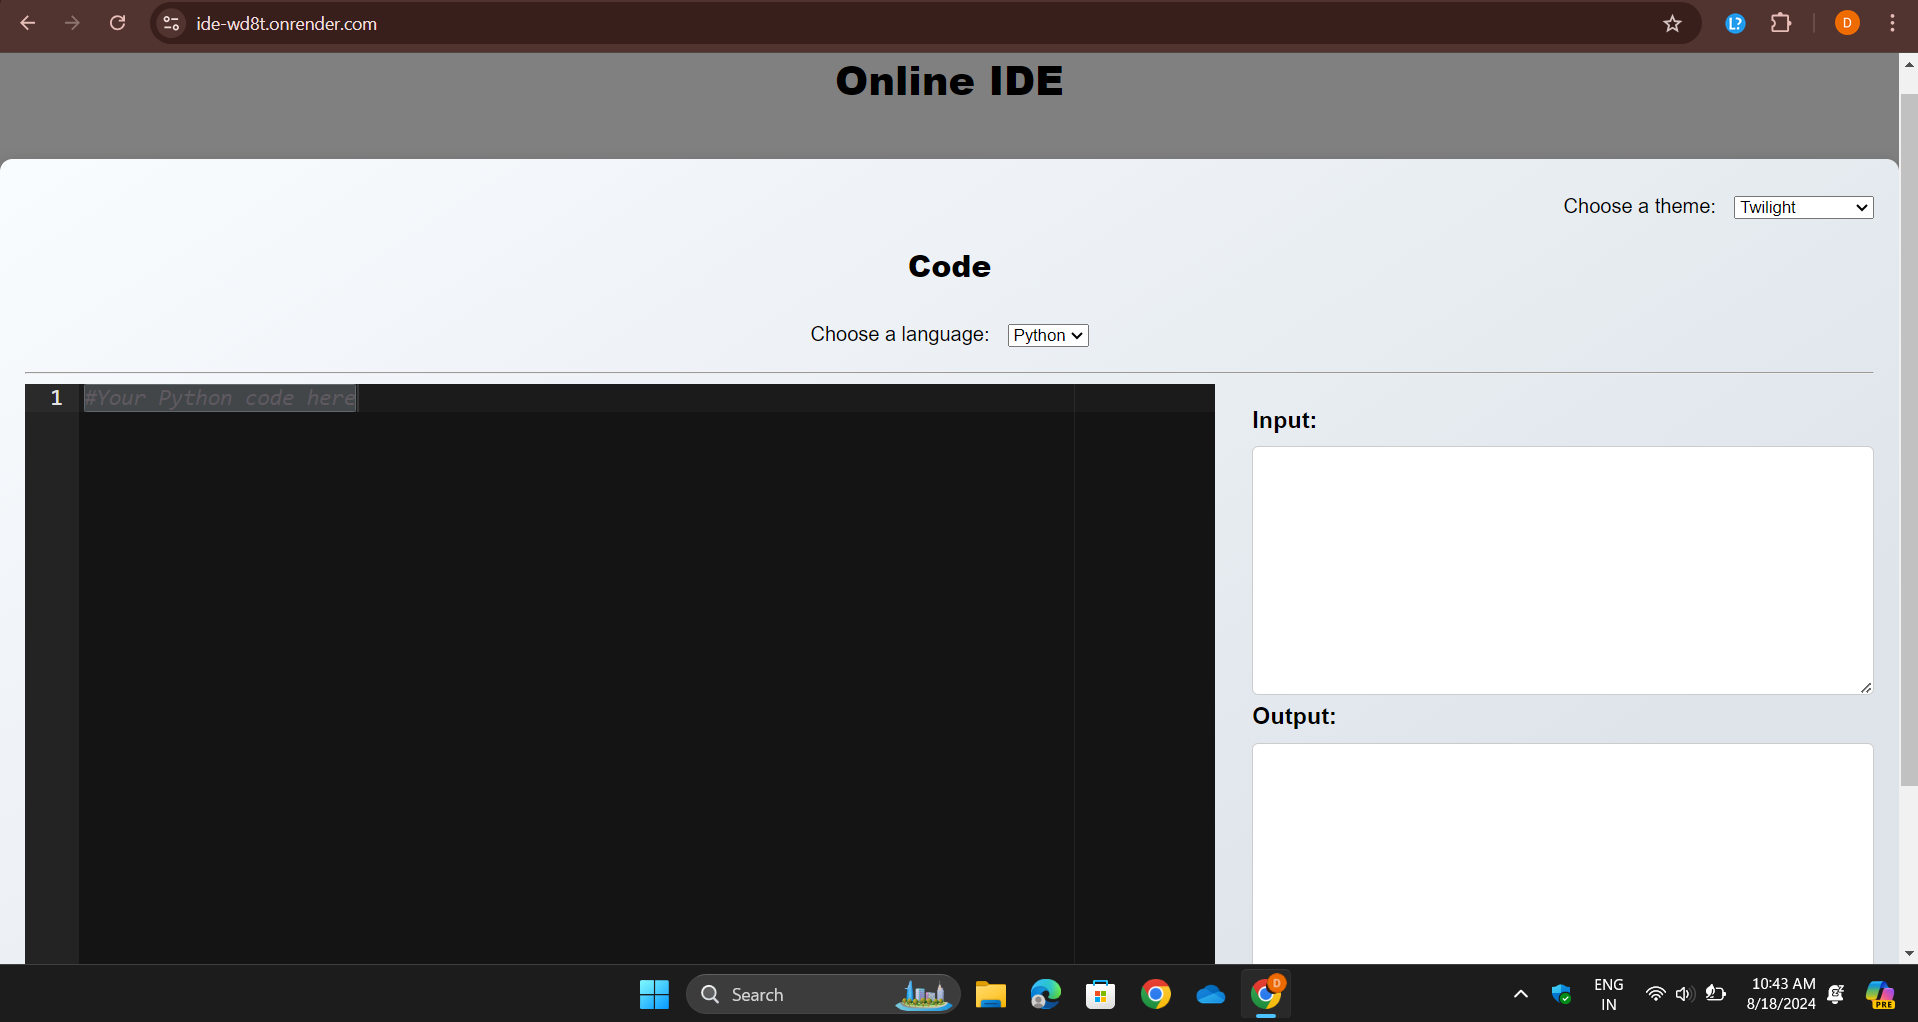 ide-wd8t.onrender.com
L?
D
Online IDE
Choose a theme: Twilight
Code
Choose a language: Python
1 #Your Python code here
Input:
Output:
Search
D
ENG
IN
10:43 AM
8/18/2024
PRE